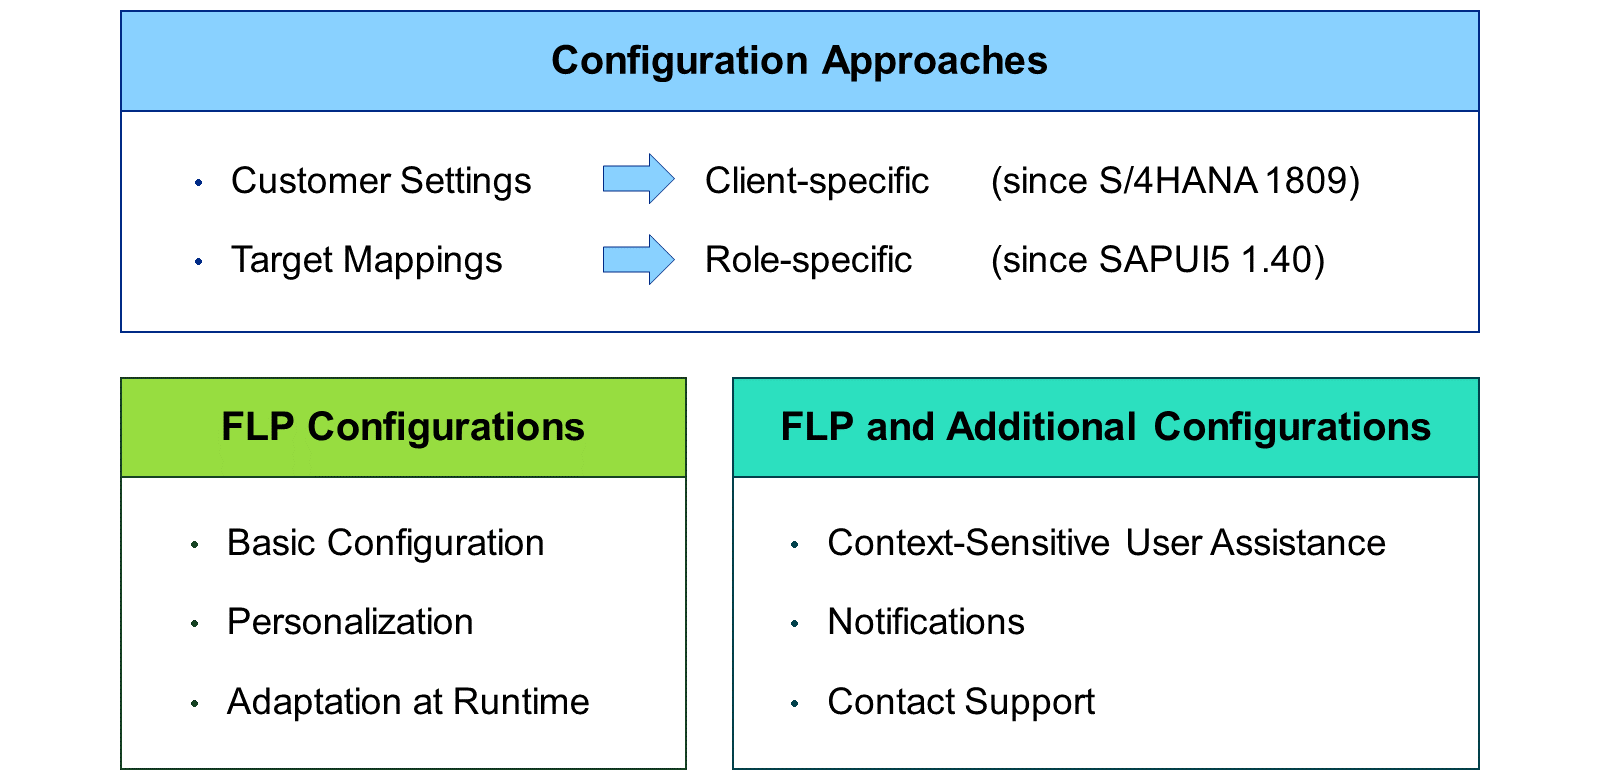 Configuration Approaches
• Customer Settings Client-specific (since S/4HANA 1809)
• Target Mappings Role-specific (since SAPUI5 1.40)
FLP Configurations
• Basic Configuration
• Personalization
• Adaptation at Runtime
FLP and Additional Configurations
• Context-Sensitive User Assistance
• Notifications
• Contact Support